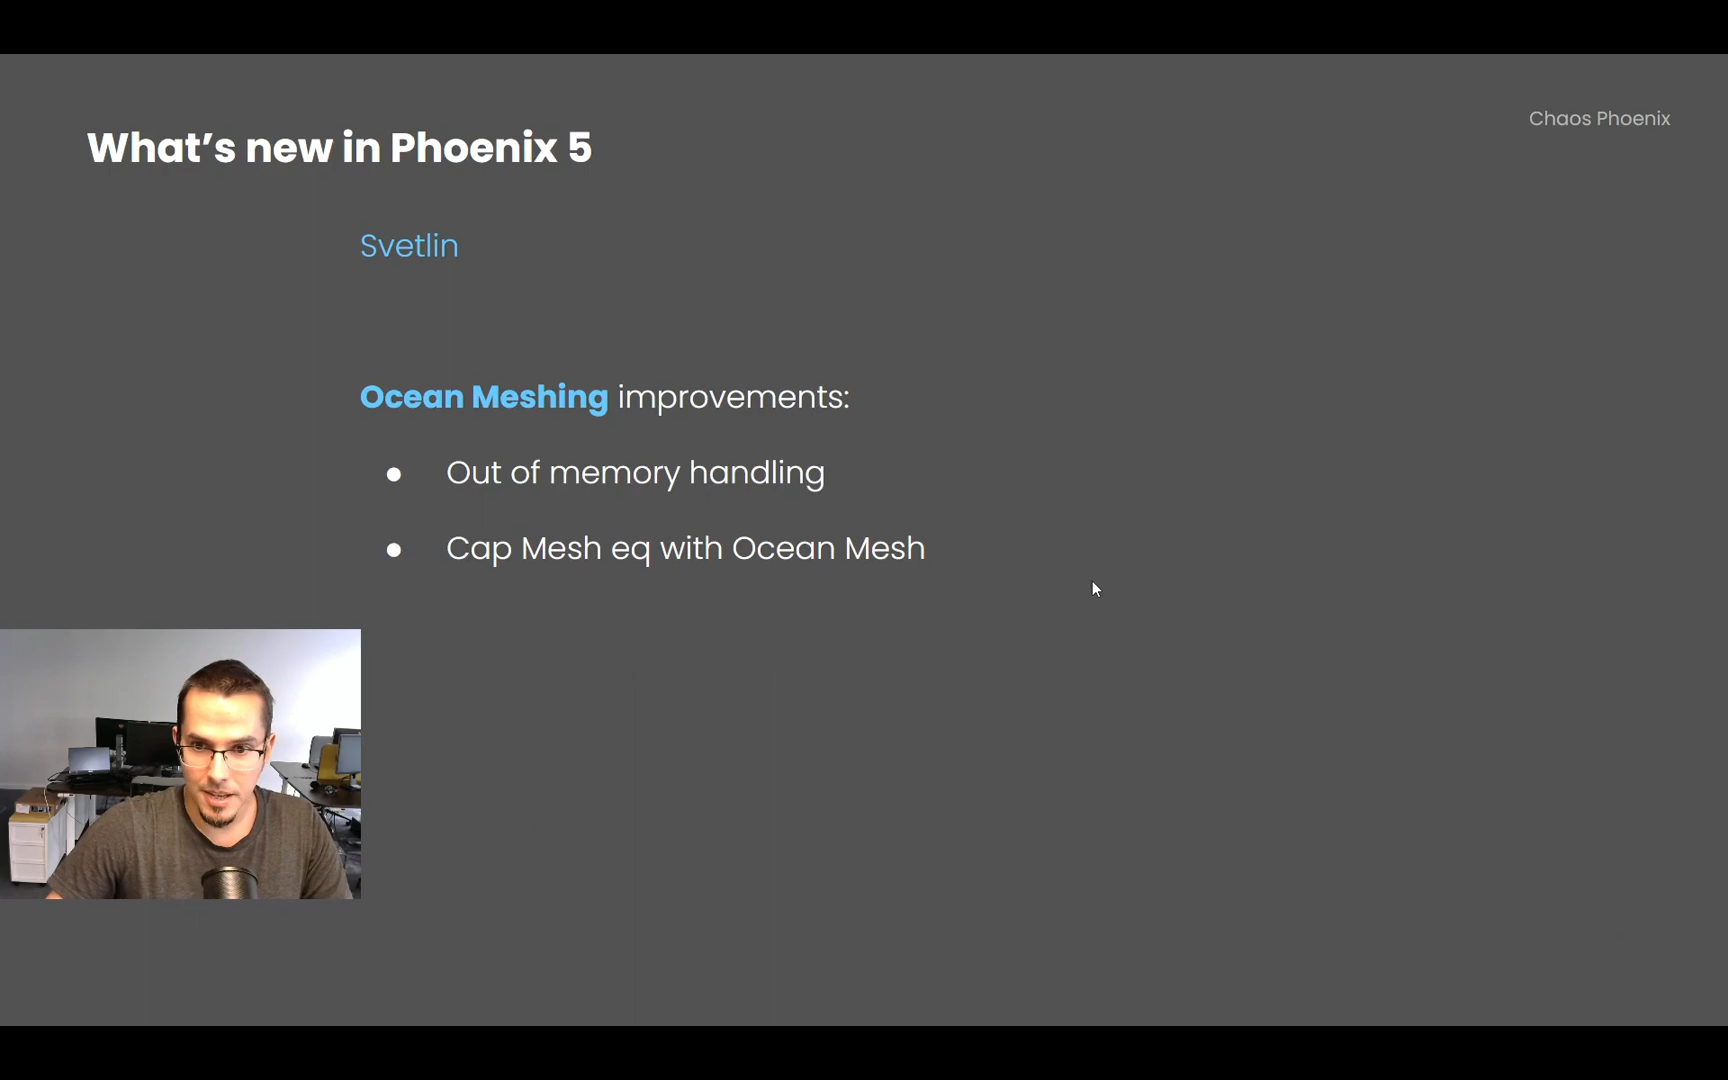 Chaos Phoenix
What’s new in Phoenix 5
Svetlin
Ocean Meshing improvements:
● Out of memory handling
● Cap Mesh eq with Ocean Mesh